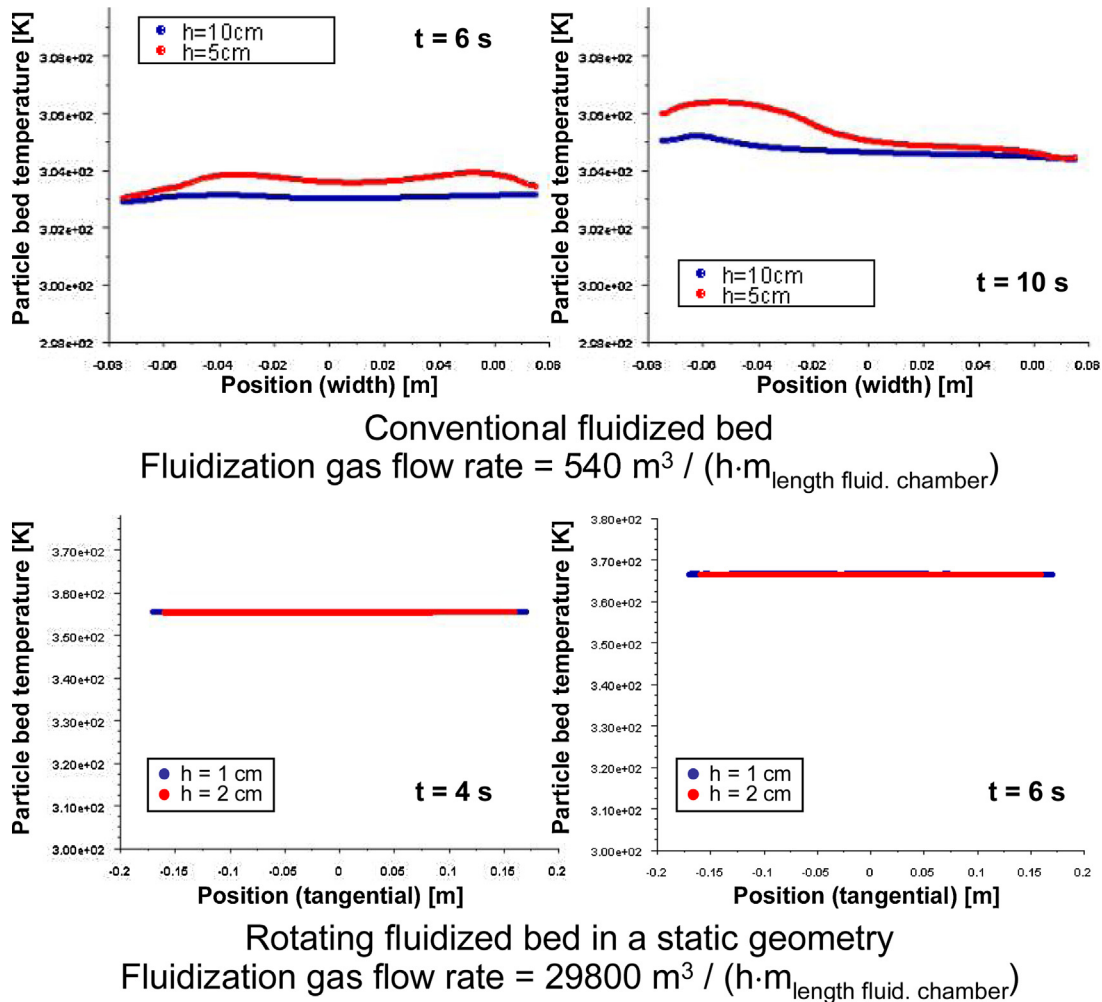 Particle bed temperature [K]
3.08e+02
3.06e+02
3.04e+02
3.02e+02
3.00e+02
2.98e+02
h=10cm
h=5cm
t = 6 s
-0.08 -0.06 -0.04 -0.02 0 0.02 0.04 0.06 0.08
Position (width) [m]
Particle bed temperature [K]
3.08e+02
3.06e+02
3.04e+02
3.02e+02
3.00e+02
2.98e+02
h=10cm
h=5cm
t = 10 s
-0.08 -0.06 -0.04 -0.02 0 0.02 0.04 0.06 0.08
Position (width) [m]
Conventional fluidized bed
Fluidization gas flow rate = 540 m³ / (h·m length fluid. chamber)
Particle bed temperature [K]
3.70e+02
3.60e+02
3.50e+02
3.40e+02
3.30e+02
3.20e+02
3.10e+02
3.00e+02
h = 1 cm
h = 2 cm
t = 4 s
-0.2 -0.15 -0.1 -0.05 0 0.05 0.1 0.15 0.2
Position (tangential) [m]
Particle bed temperature [K]
3.80e+02
3.70e+02
3.60e+02
3.50e+02
3.40e+02
3.30e+02
3.20e+02
3.10e+02
3.00e+02
h = 1 cm
h = 2 cm
t = 6 s
-0.2 -0.15 -0.1 -0.05 0 0.05 0.1 0.15 0.2
Position (tangential) [m]
Rotating fluidized bed in a static geometry
Fluidization gas flow rate = 29800 m³ / (h·m length fluid. chamber)